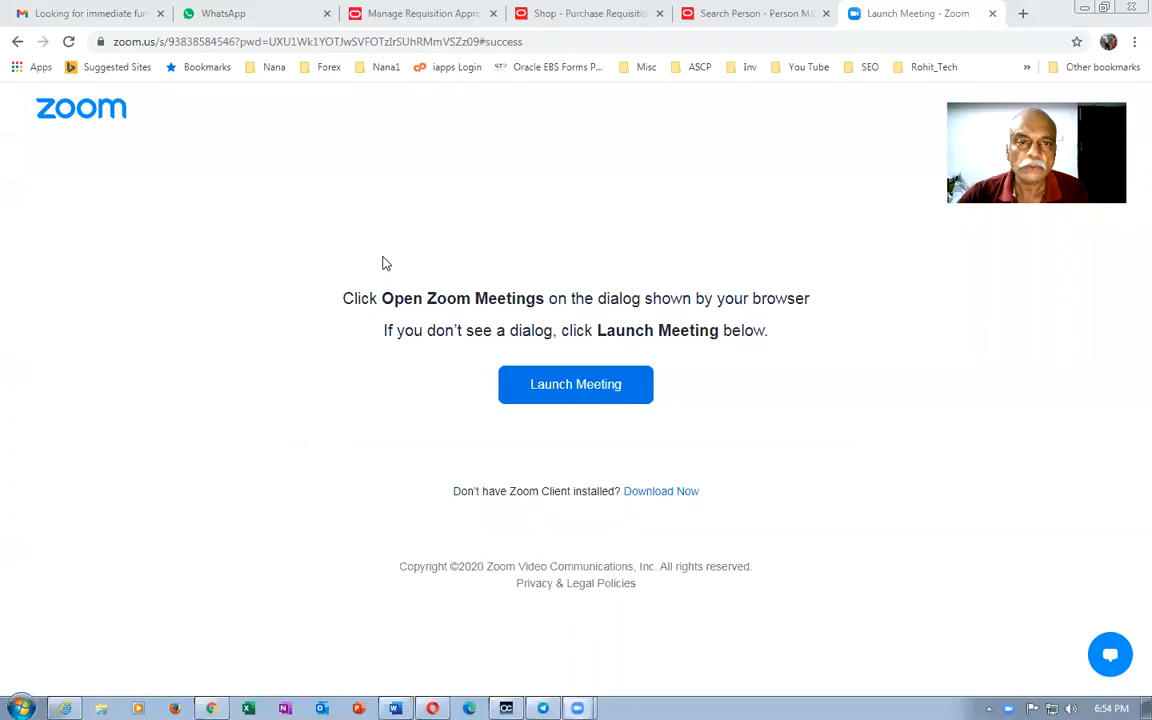 Looking for immediate fun
WhatsApp
Manage Requisition Appro
Shop - Purchase Requisitio
Search Person - Person Ma
Launch Meeting - Zoom
zoom.us/s/93838584546?pwd=UXU1Wk1YOTJwSVFOTzIrSUhRMmVSZz09#success
Apps
Suggested Sites
Bookmarks
Nana
Forex
Nana1
iapps Login
Oracle EBS Forms P...
Misc
ASCP
Inv
You Tube
SEO
Rohit_Tech
»
Other bookmarks
zoom
Click Open Zoom Meetings on the dialog shown by your browser
If you don't see a dialog, click Launch Meeting below.
Launch Meeting
Don't have Zoom Client installed? Download Now
Copyright ©2020 Zoom Video Communications, Inc. All rights reserved.
Privacy & Legal Policies
6:54 PM